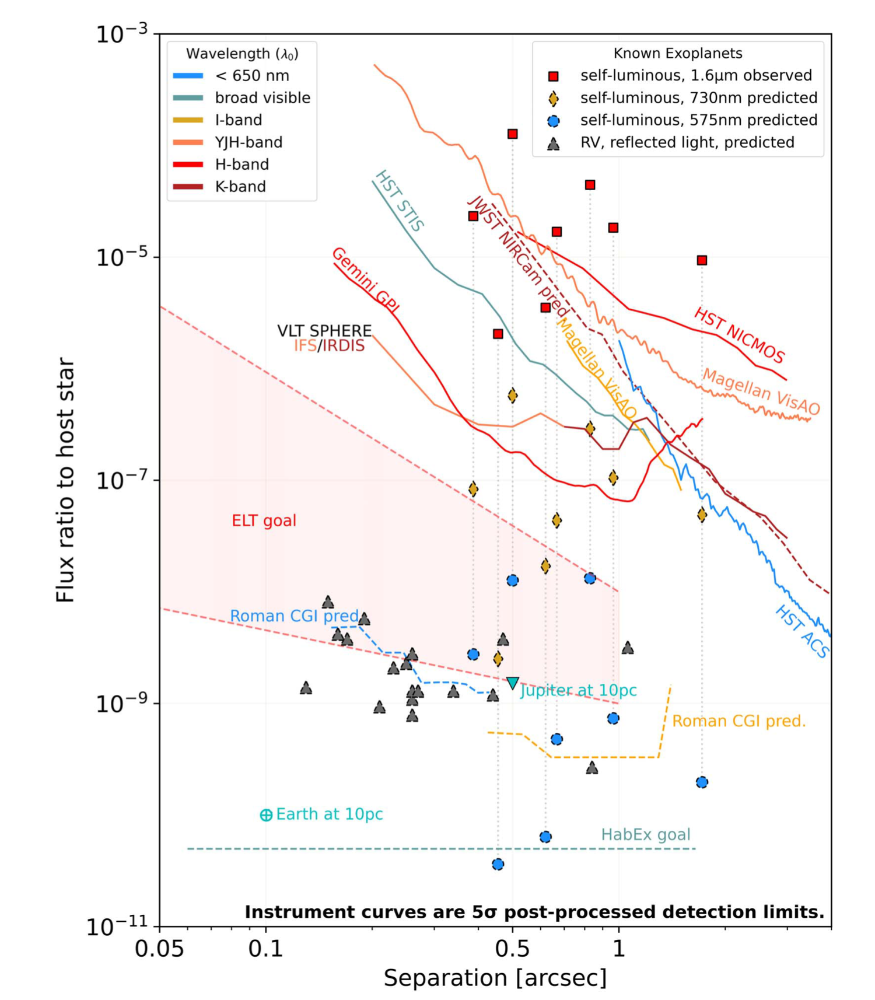 10⁻³
10⁻⁵
10⁻⁷
10⁻⁹
10⁻¹¹
Flux ratio to host star
Wavelength (λ₀)
< 650 nm
broad visible
I-band
YJH-band
H-band
K-band
Known Exoplanets
self-luminous, 1.6μm observed
self-luminous, 730nm predicted
self-luminous, 575nm predicted
RV, reflected light, predicted
HST STIS
JWST NIRCam pred.
Gemini GPI
VLT SPHERE
IFS/IRDIS
Magellan VisAO
HST NICMOS
Magellan VisAO
ELT goal
Roman CGI pred.
HST ACS
Jupiter at 10pc
Roman CGI pred.
Earth at 10pc
HabEx goal
Instrument curves are 5σ post-processed detection limits.
0.05
0.1
0.5
1
Separation [arcsec]